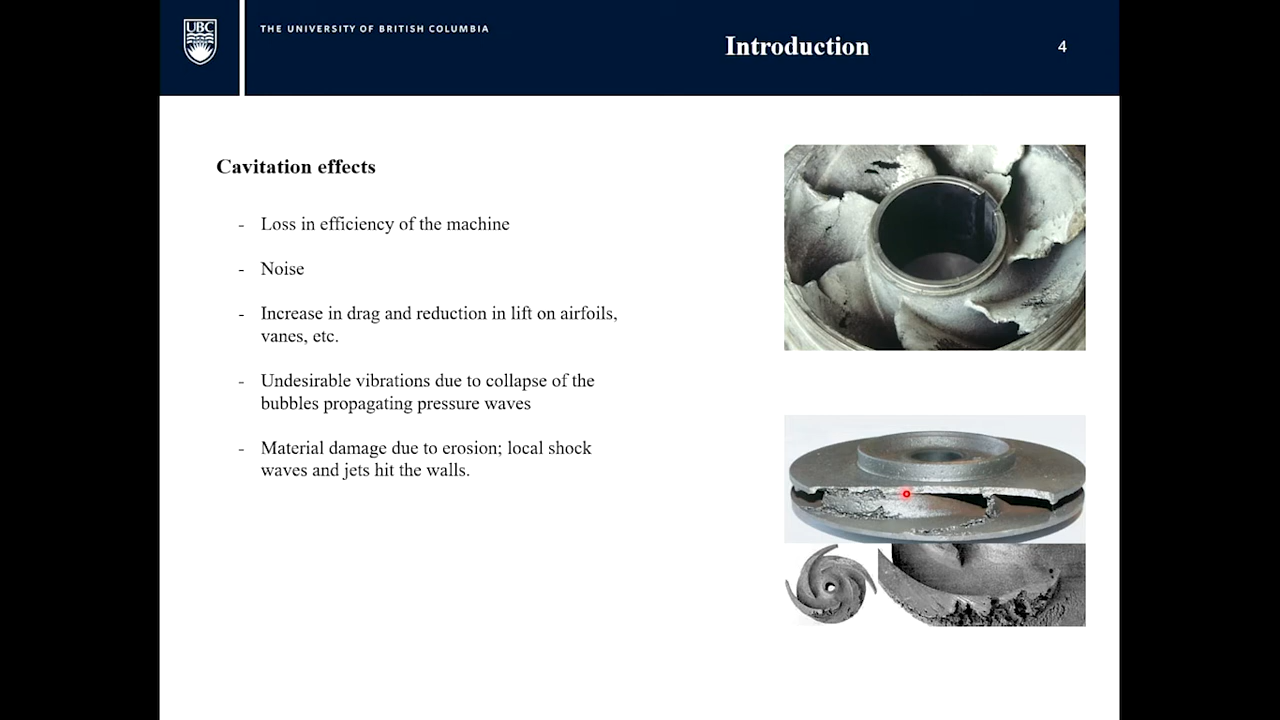 UBC
THE UNIVERSITY OF BRITISH COLUMBIA
Introduction
4
Cavitation effects
- Loss in efficiency of the machine
- Noise
- Increase in drag and reduction in lift on airfoils,
vanes, etc.
- Undesirable vibrations due to collapse of the
bubbles propagating pressure waves
- Material damage due to erosion; local shock
waves and jets hit the walls.